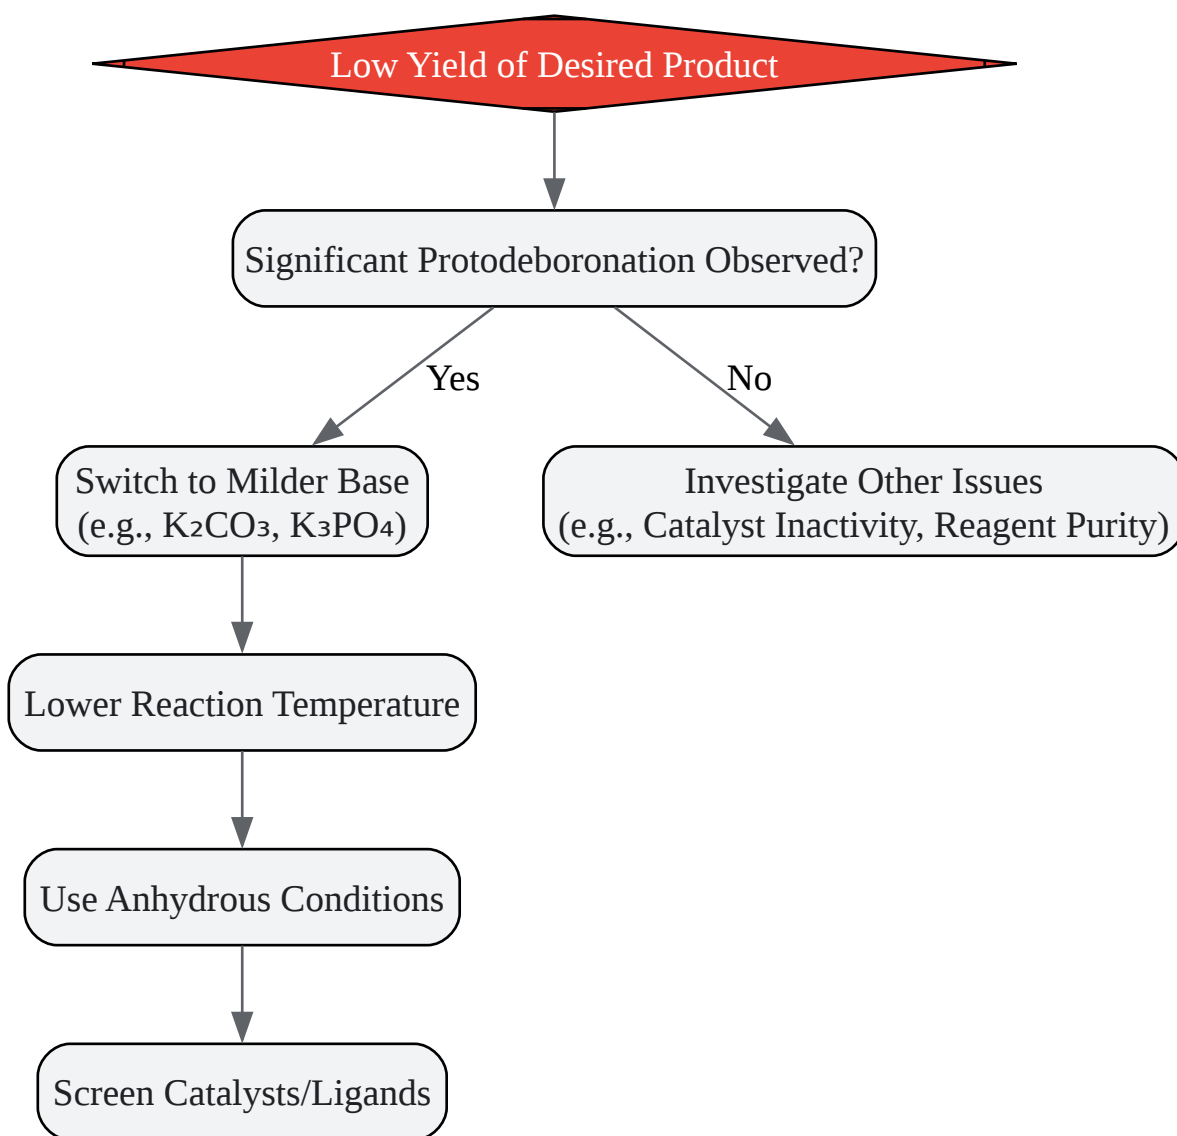 Low Yield of Desired Product
Significant Protodeboronation Observed?
Yes
No
Switch to Milder Base
(e.g., K₂CO₃, K₃PO₄)
Investigate Other Issues
(e.g., Catalyst Inactivity, Reagent Purity)
Lower Reaction Temperature
Use Anhydrous Conditions
Screen Catalysts/Ligands